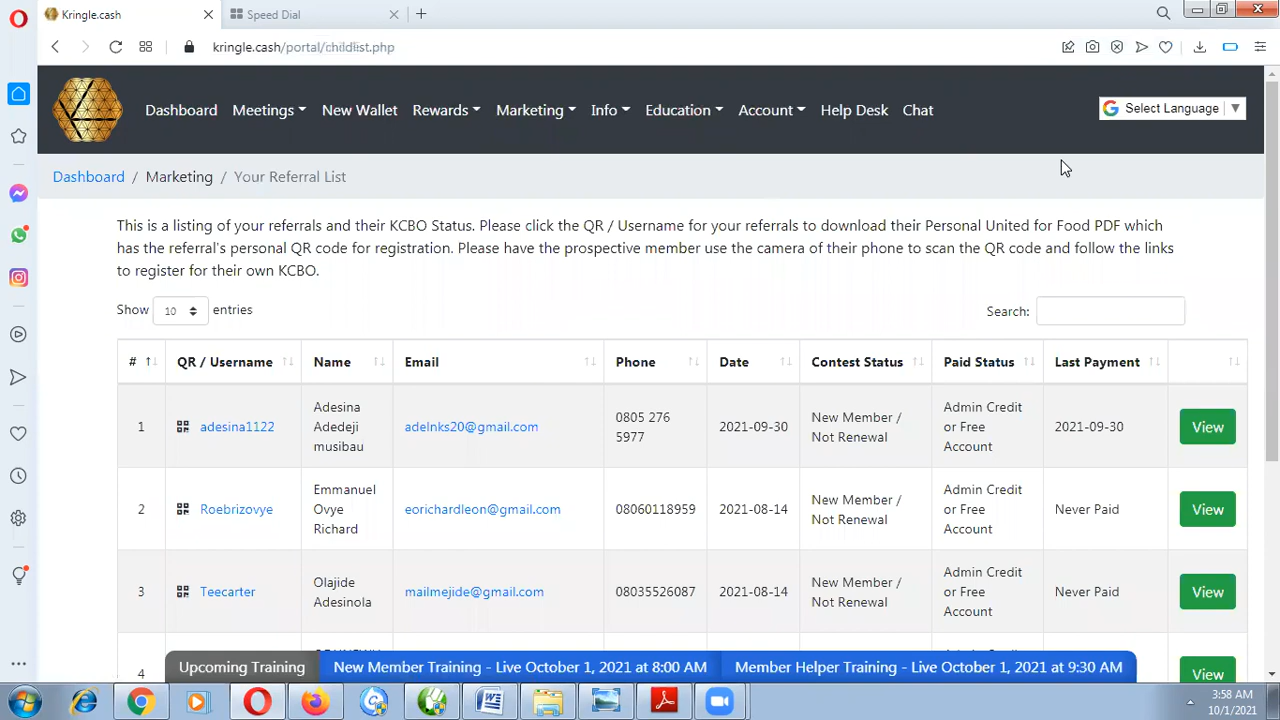 Kringle.cash
Speed Dial
kringle.cash/portal/childlist.php
Dashboard Meetings New Wallet Rewards Marketing Info Education Account Help Desk Chat
Select Language
Dashboard / Marketing / Your Referral List
This is a listing of your referrals and their KCBO Status. Please click the QR / Username for your referrals to download their Personal United for Food PDF which
has the referral's personal QR code for registration. Please have the prospective member use the camera of their phone to scan the QR code and follow the links
to register for their own KCBO.
Show 10 entries
Search:
# QR / Username Name Email Phone Date Contest Status Paid Status Last Payment
1 adesina1122 Adesina
Adedeji
musibau adelnks20@gmail.com 0805 276
5977 2021-09-30 New Member /
Not Renewal Admin Credit
or Free
Account 2021-09-30 View
2 Roebrizovye Emmanuel
Ovye
Richard eorichardleon@gmail.com 08060118959 2021-08-14 New Member /
Not Renewal Admin Credit
or Free
Account Never Paid View
3 Teecarter Olajide
Adesinola mailmejide@gmail.com 08035526087 2021-08-14 New Member /
Not Renewal Admin Credit
or Free
Account Never Paid View
4 View
Upcoming Training New Member Training - Live October 1, 2021 at 8:00 AM Member Helper Training - Live October 1, 2021 at 9:30 AM
3:58 AM
10/1/2021